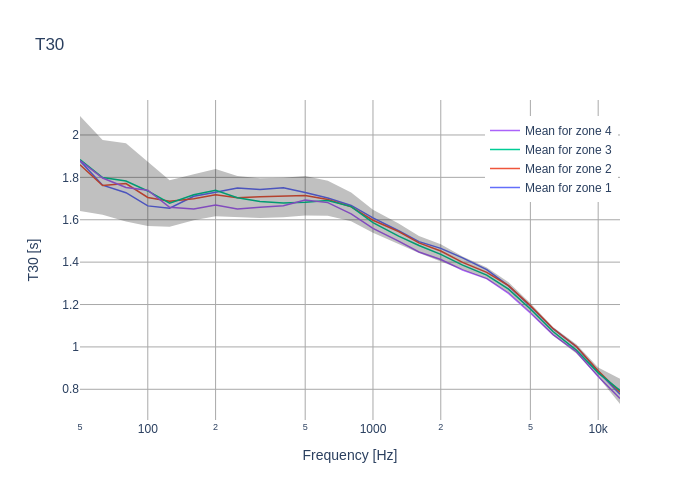 T30
Mean for zone 4
Mean for zone 3
Mean for zone 2
Mean for zone 1
2
1.8
1.6
1.4
1.2
1
0.8
T30 [s]
5 100 2 5 1000 2 5 10k
Frequency [Hz]